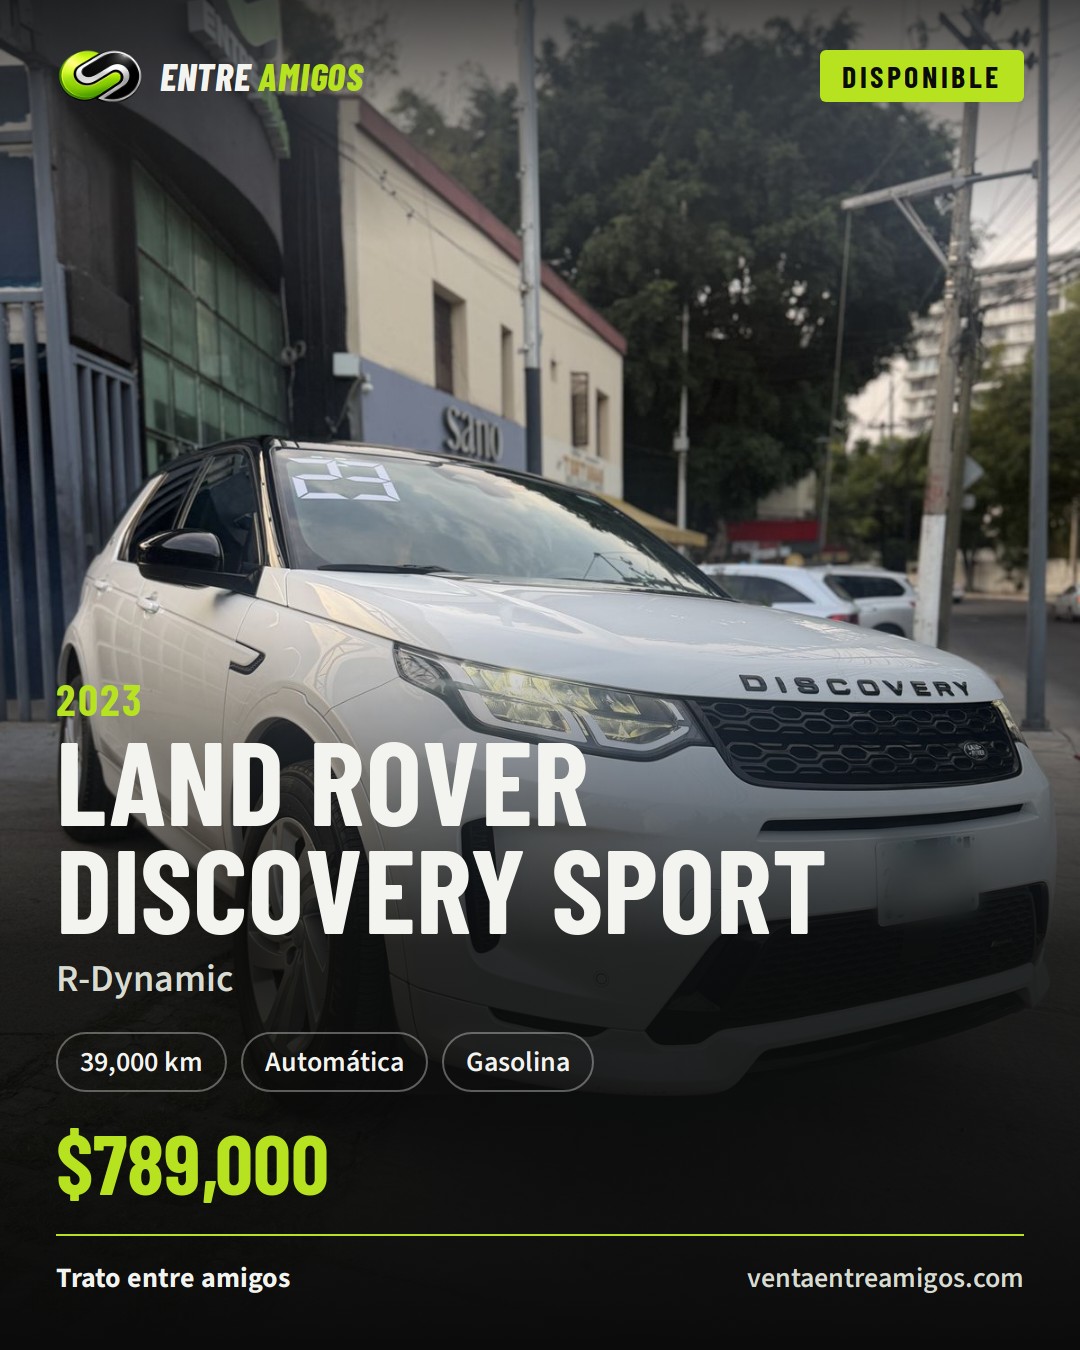 ENTRE AMIGOS
DISPONIBLE
sano
23
DISCOVERY
2023
LAND ROVER
DISCOVERY SPORT
R-Dynamic
39,000 km
Automática
Gasolina
$789,000
Trato entre amigos
ventaentreamigos.com